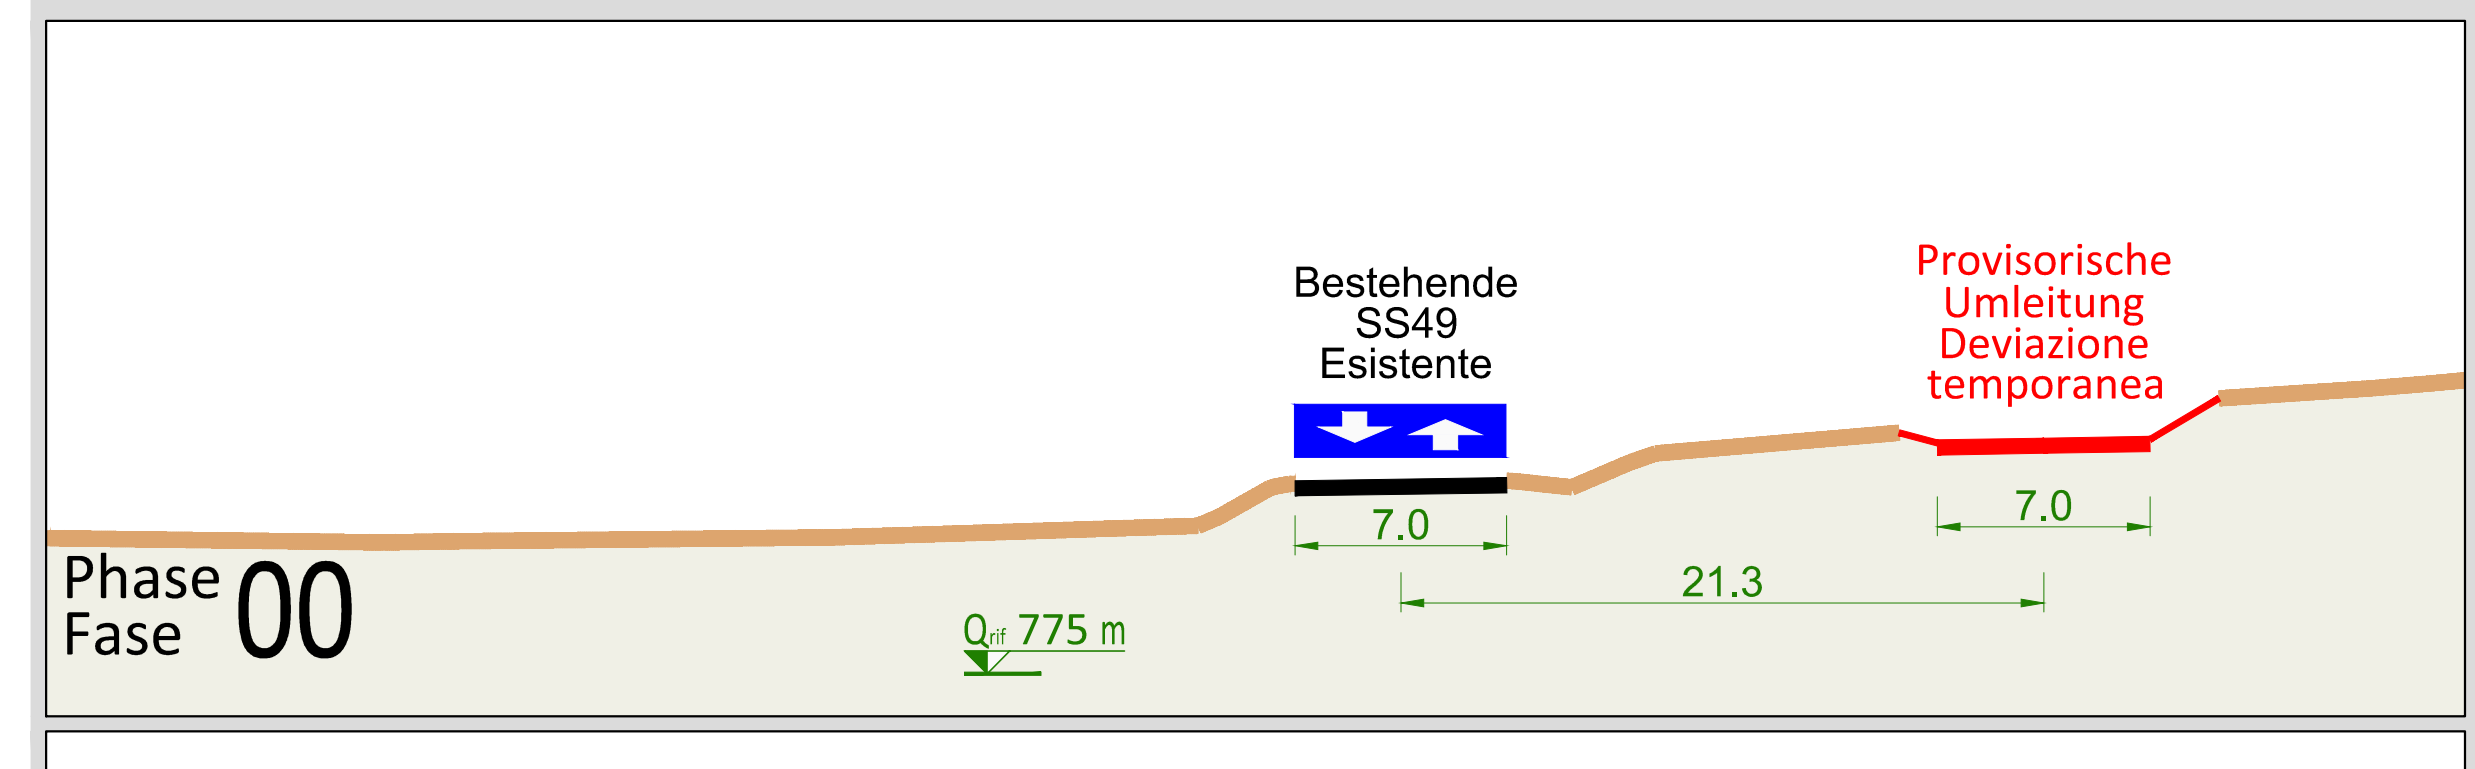 Provisorische
Umleitung
Deviazione
temporanea
Bestehende
SS49
Esistente
7.0
7.0
21.3
Phase
Fase
00
Qrif 775 m